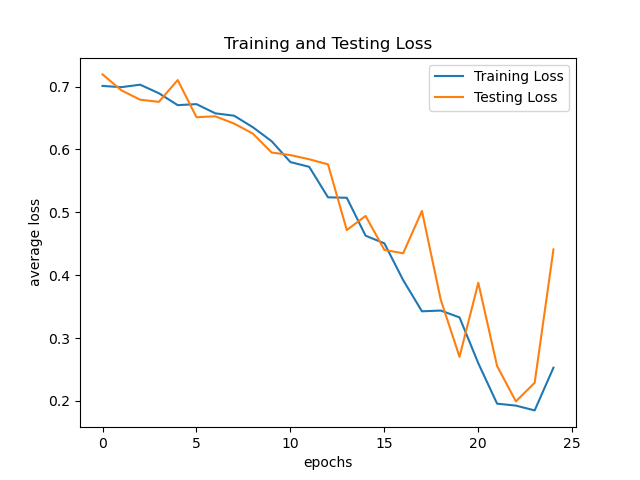 Training and Testing Loss
Training Loss
Testing Loss
0.7
0.6
0.5
0.4
0.3
0.2
average loss
0 5 10 15 20 25
epochs